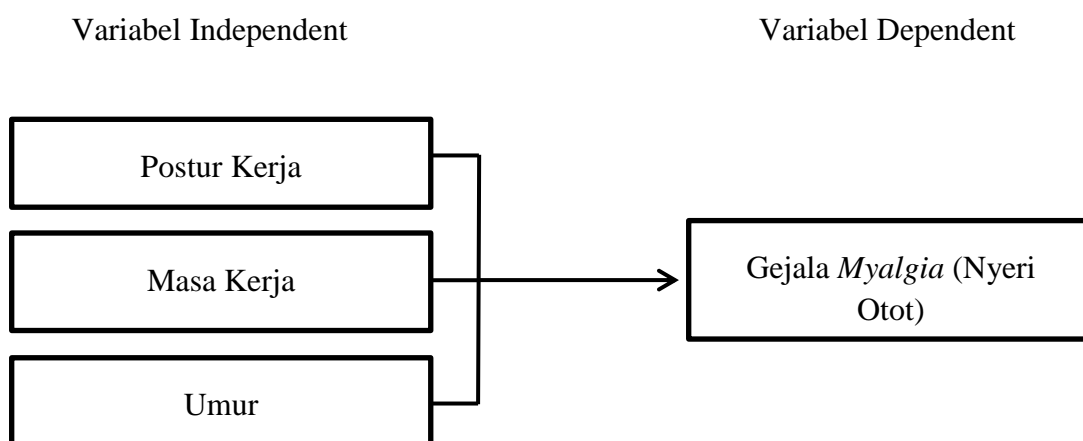 Variabel Independent
Variabel Dependent
Postur Kerja
Masa Kerja
Umur
Gejala Myalgia (Nyeri
Otot)